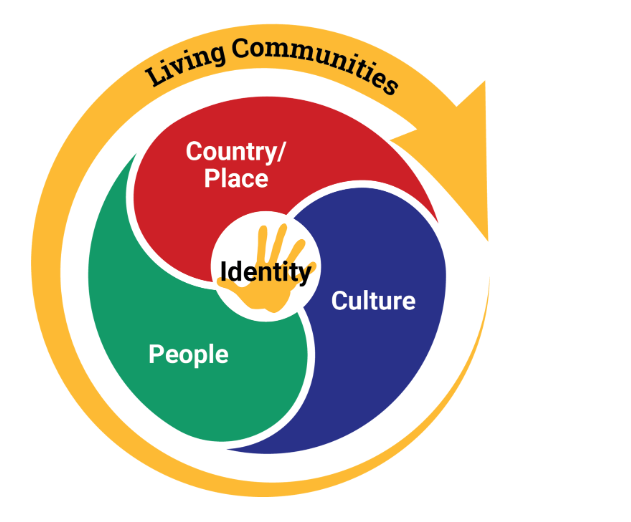 Living Communities
Country/
Place
Identity
Culture
People